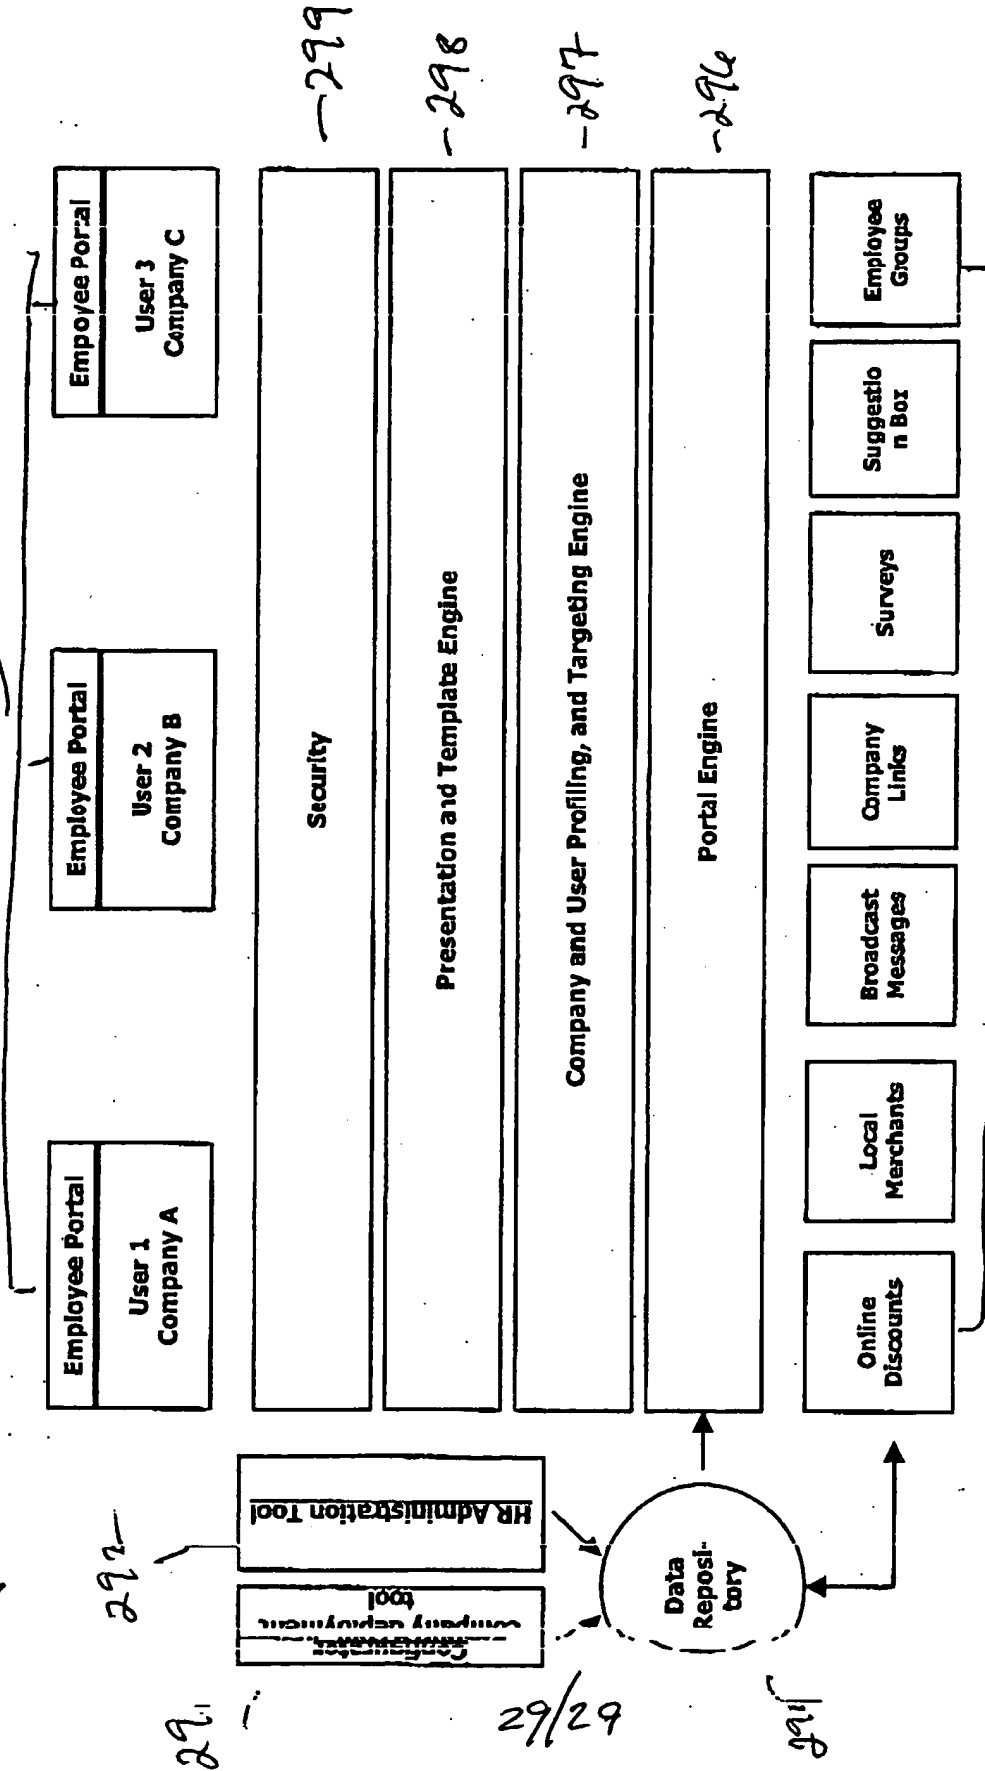 Employee Portal
User 1
Company A
Employee Portal
User 2
Company B
Empoyee Portal
User 3
Company C
Security
-299
Presentation and Template Engine
-298
Company and User Profiling, and Targeting Engine
-297
Portal Engine
-296
292
HR Administration Tool
291
Configurator
company deployment
tool
29/29
Data
Reposi-
tory
Online
Discounts
Local
Merchants
Broadcast
Messages
Company
Links
Surveys
Suggestio
n Box
Employee
Groups